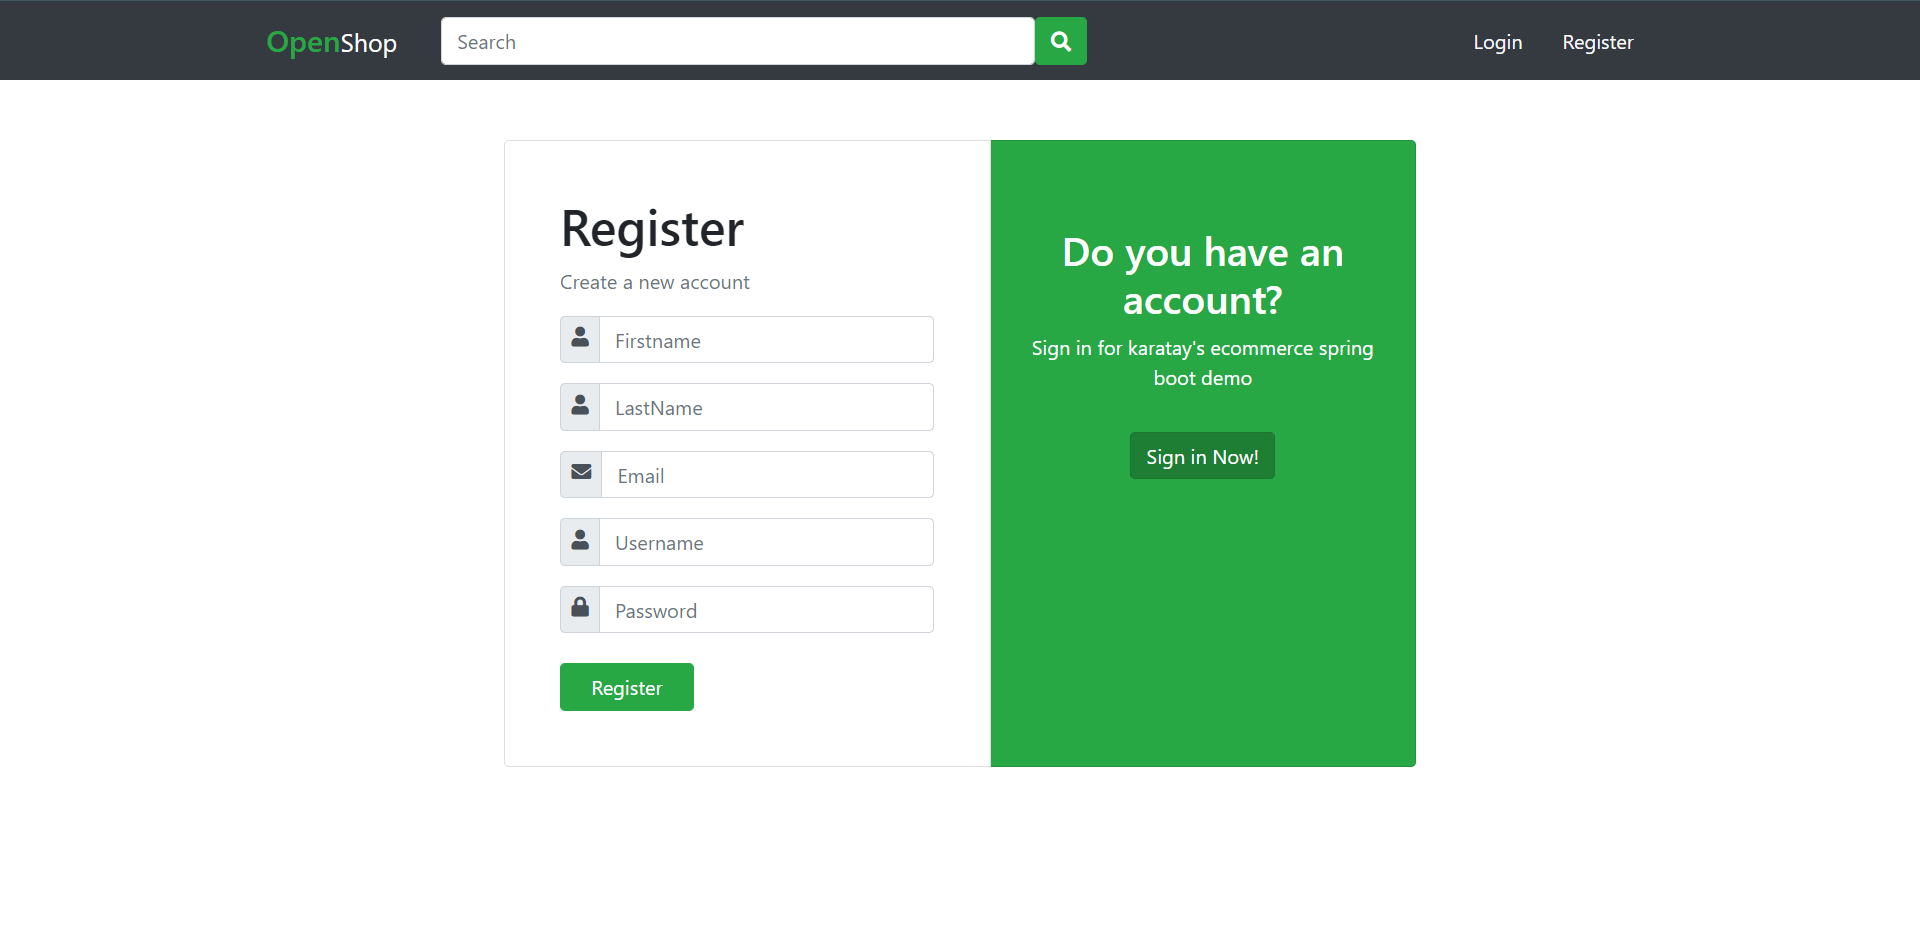 OpenShop
Search
Login
Register
Register
Create a new account
Firstname
LastName
Email
Username
Password
Register
Do you have an
account?
Sign in for karatay's ecommerce spring
boot demo
Sign in Now!